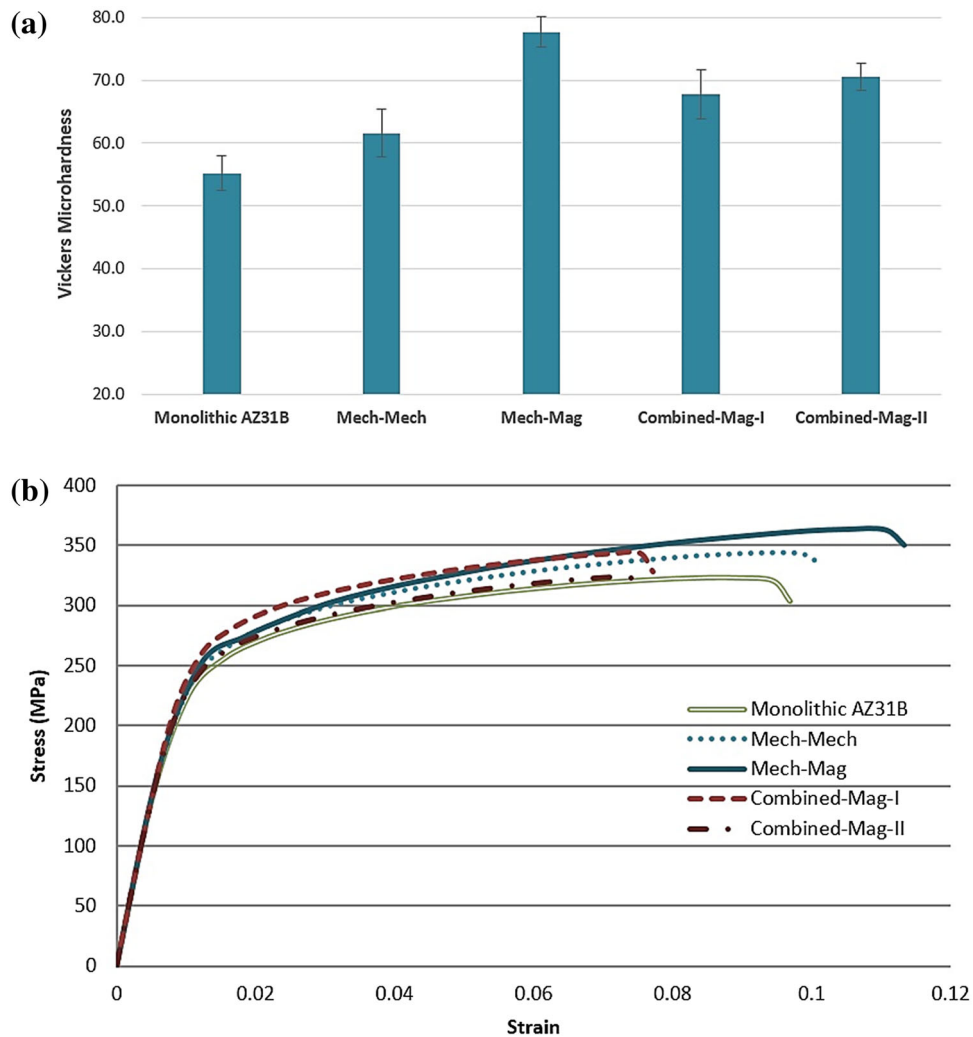 (a)
Vickers Microhardness
80.0
70.0
60.0
50.0
40.0
30.0
20.0
Monolithic AZ31B Mech-Mech Mech-Mag Combined-Mag-I Combined-Mag-II
(b)
Stress (MPa)
400
350
300
250
200
150
100
50
0
Monolithic AZ31B
Mech-Mech
Mech-Mag
Combined-Mag-I
Combined-Mag-II
0 0.02 0.04 0.06 0.08 0.1 0.12
Strain